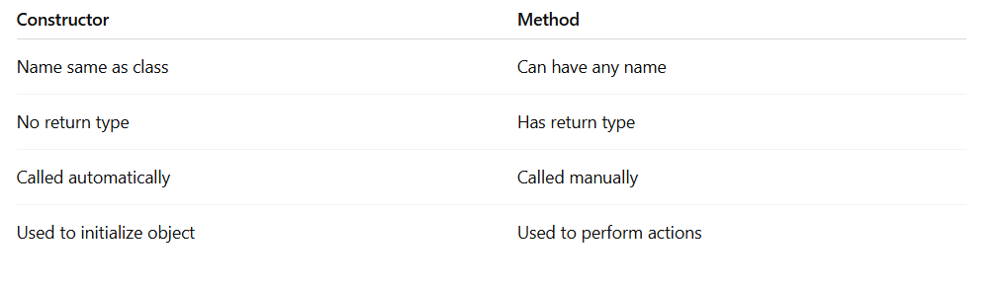 Constructor Method
Name same as class Can have any name
No return type Has return type
Called automatically Called manually
Used to initialize object Used to perform actions